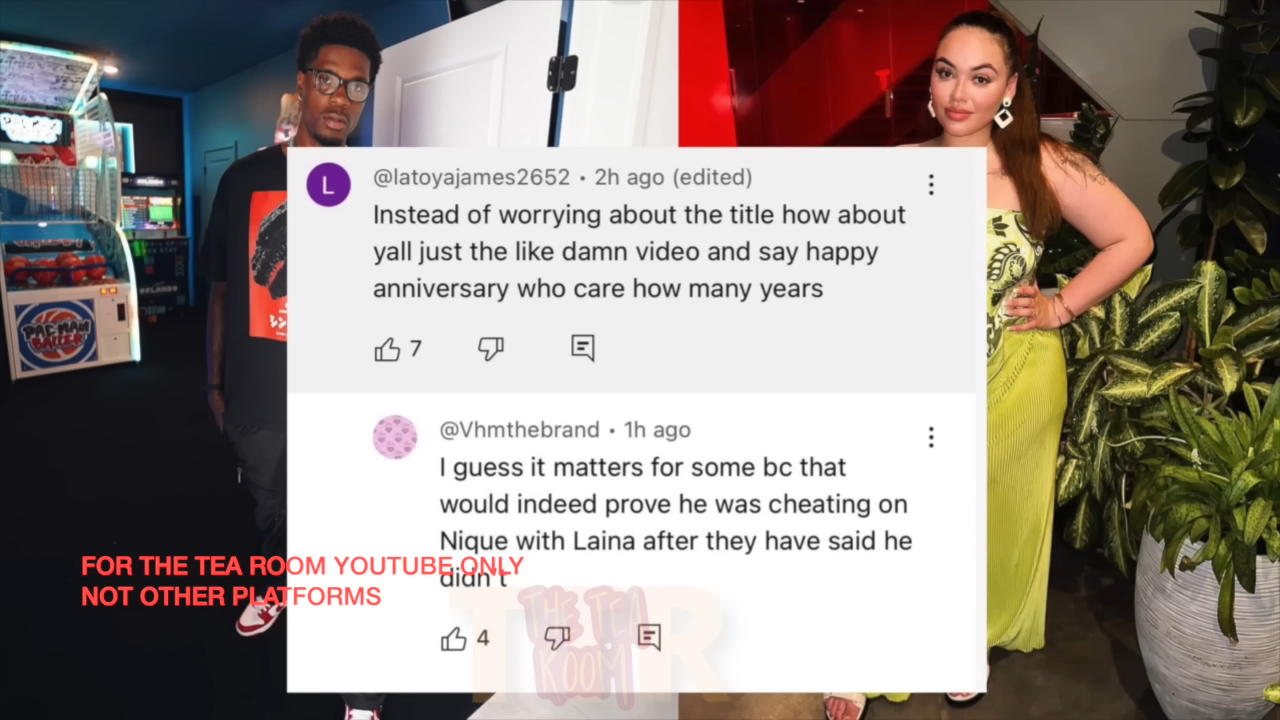 L
@latoyajames2652 • 2h ago (edited)
Instead of worrying about the title how about
yall just the like damn video and say happy
anniversary who care how many years
7
@Vhmthebrand • 1h ago
I guess it matters for some bc that
would indeed prove he was cheating on
Nique with Laina after they have said he
didn't
4
FOR THE TEA ROOM YOUTUBE ONLY
NOT OTHER PLATFORMS
THE TEA
ROOM
PAC-MAN
BALLER